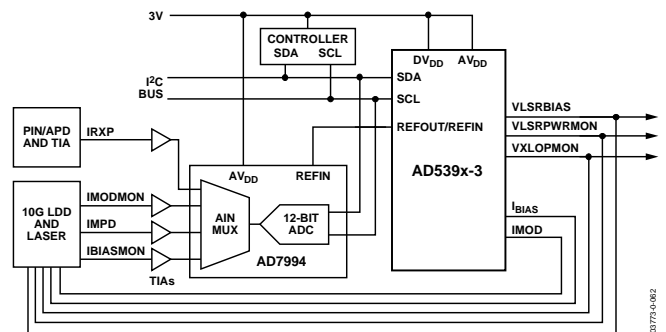 3V
CONTROLLER
SDA SCL
DVDD AVDD
I2C
BUS
SDA
SCL
REFOUT/REFIN
AD539x-3
VLSRBIAS
VLSRPWRMON
VXLOPMON
IBIAS
IMOD
PIN/APD
AND TIA
IRXP
AVDD REFIN
10G LDD
AND
LASER
IMODMON
IMPD
IBIASMON
TIAs
AIN
MUX
12-BIT
ADC
AD7994
03773-0-062